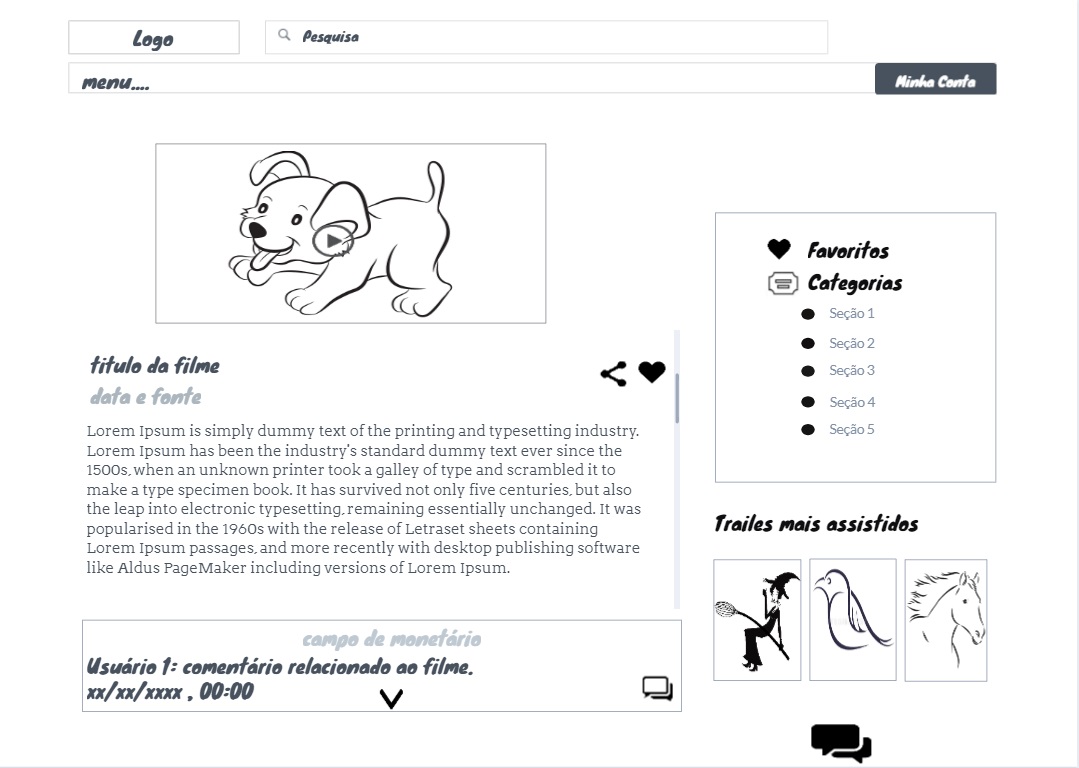 Logo
Pesquisa
menu....
Minha Conta
titulo da filme
data e fonte
Lorem Ipsum is simply dummy text of the printing and typesetting industry.
Lorem Ipsum has been the industry's standard dummy text ever since the
1500s, when an unknown printer took a galley of type and scrambled it to
make a type specimen book. It has survived not only five centuries, but also
the leap into electronic typesetting, remaining essentially unchanged. It was
popularised in the 1960s with the release of Letraset sheets containing
Lorem Ipsum passages, and more recently with desktop publishing software
like Aldus PageMaker including versions of Lorem Ipsum.
campo de monetário
Usuário 1: comentário relacionado ao filme.
xx/xx/xxxx , 00:00
Favoritos
Categorias
Seção 1
Seção 2
Seção 3
Seção 4
Seção 5
Trailes mais assistidos